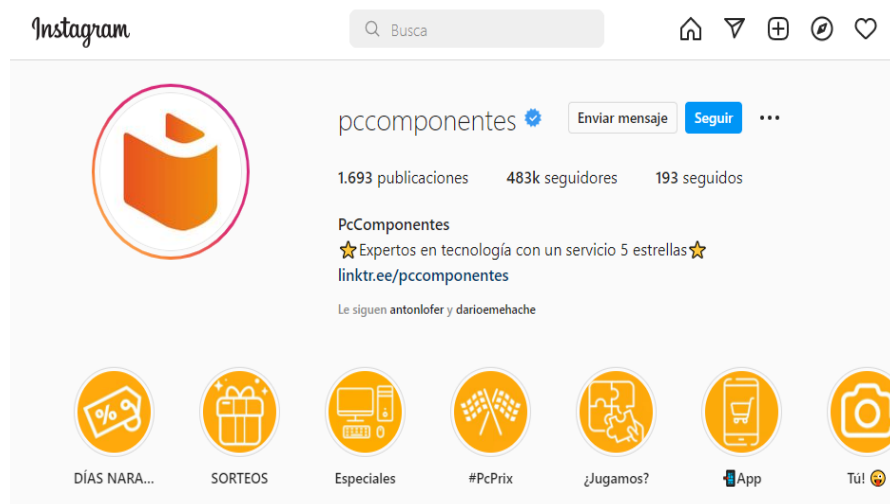 Instagram
Busca
pccomponentes Enviar mensaje Seguir
1.693 publicaciones 483k seguidores 193 seguidos
PcComponentes
⭐Expertos en tecnología con un servicio 5 estrellas⭐
linktr.ee/pccomponentes
Le siguen antonlofer y darioemehache
DÍAS NARA... SORTEOS Especiales #PcPrix ¿Jugamos? 📲App Tú! 😜